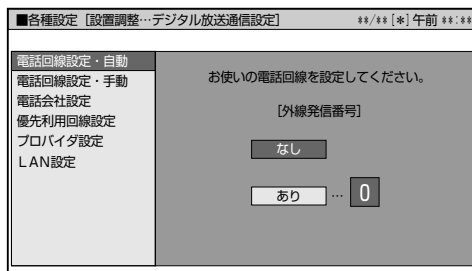 ■各種設定［設置調整…デジタル放送通信設定］ **/**[*]午前**:**
電話回線設定・自動
電話回線設定・手動
電話会社設定
優先利用回線設定
プロバイダ設定
ＬＡＮ設定
お使いの電話回線を設定してください。
［外線発信番号］
なし
あり … 0